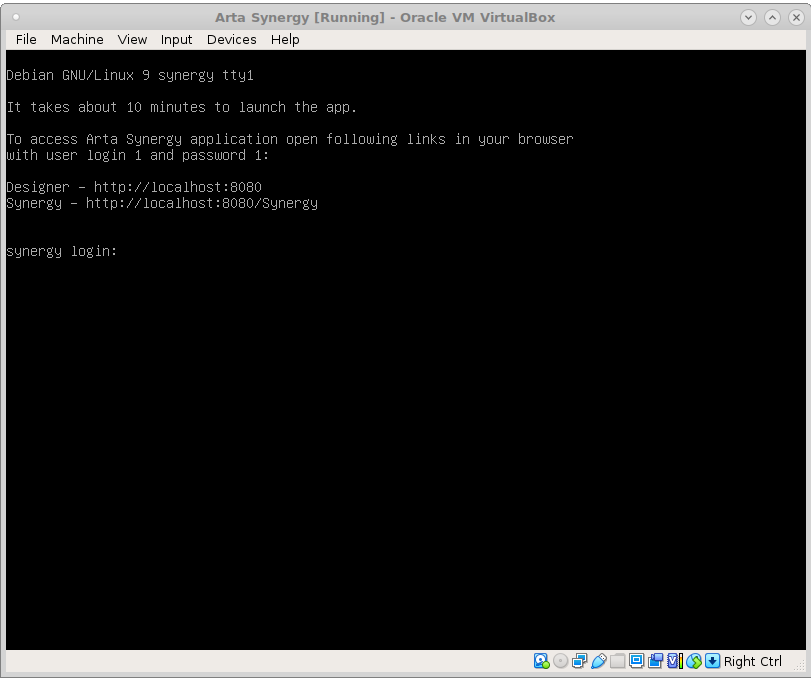 Arta Synergy [Running] - Oracle VM VirtualBox
File Machine View Input Devices Help
Debian GNU/Linux 9 synergy tty1
It takes about 10 minutes to launch the app.
To access Arta Synergy application open following links in your browser
with user login 1 and password 1:
Designer - http://localhost:8080
Synergy - http://localhost:8080/Synergy
synergy login:
Right Ctrl